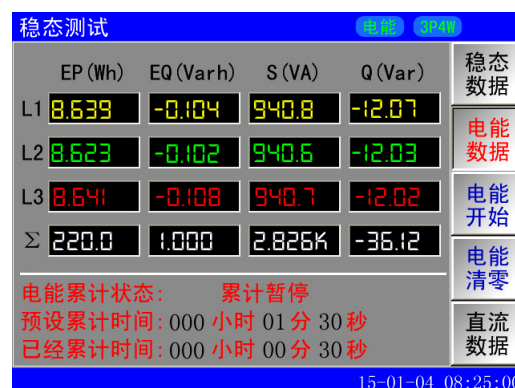 稳态测试 电能 3P4W
EP(Wh) EQ(Varh) S(VA) Q(Var)
L1 8.639 -0.104 940.8 -12.07
L2 8.623 -0.102 940.6 -12.03
L3 8.641 -0.108 940.7 -12.02
Σ 220.0 1.000 2.826K -36.12
电能累计状态: 累计暂停
预设累计时间: 000 小时 01 分 30 秒
已经累计时间: 000 小时 00 分 30 秒
稳态
数据
电能
数据
电能
开始
电能
清零
直流
数据
15-01-04 08:25:00